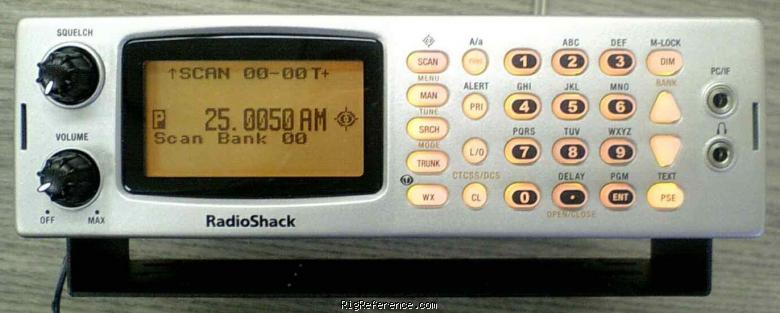 SQUELCH
VOLUME
OFF MAX
↑SCAN 00-00T+
P 25.0050 AM
Scan Bank 00
RadioShack
A/a ABC DEF M-LOCK
SCAN FUNC 1 2 3 DIM
MENU ALERT GHI JKL MNO BANK
MAN PRI 4 5 6
TUNE PQRS TUV WXYZ
SRCH L/O 7 8 9
MODE
TRUNK
CTCSS/DCS DELAY PGM TEXT
WX CL 0 • ENT PSE
OPEN/CLOSE
PC/IF
RigReference.com